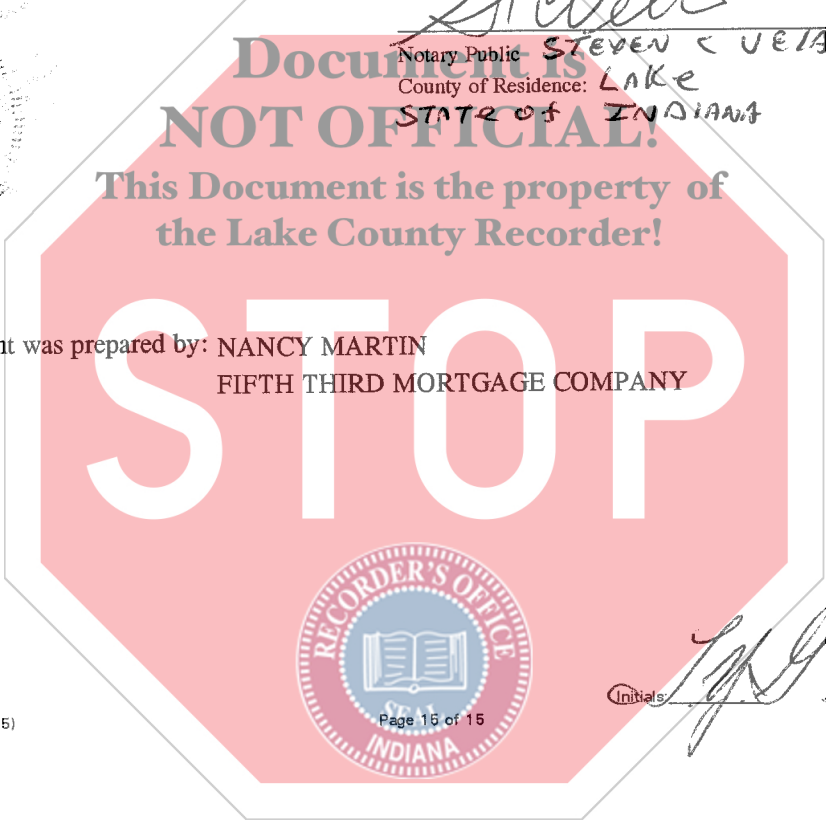 Document is
Notary Public STEVEN C
County of Residence: Lake
NOT OFFICIAL!
STATE of INDIANA
This Document is the property of
the Lake County Recorder!
STOP
nt was prepared by: NANCY MARTIN
FIFTH THIRD MORTGAGE COMPANY
RECORDER'S OFFICE
SEAL
INDIANA
Initials:
5)
Page 15 of 15